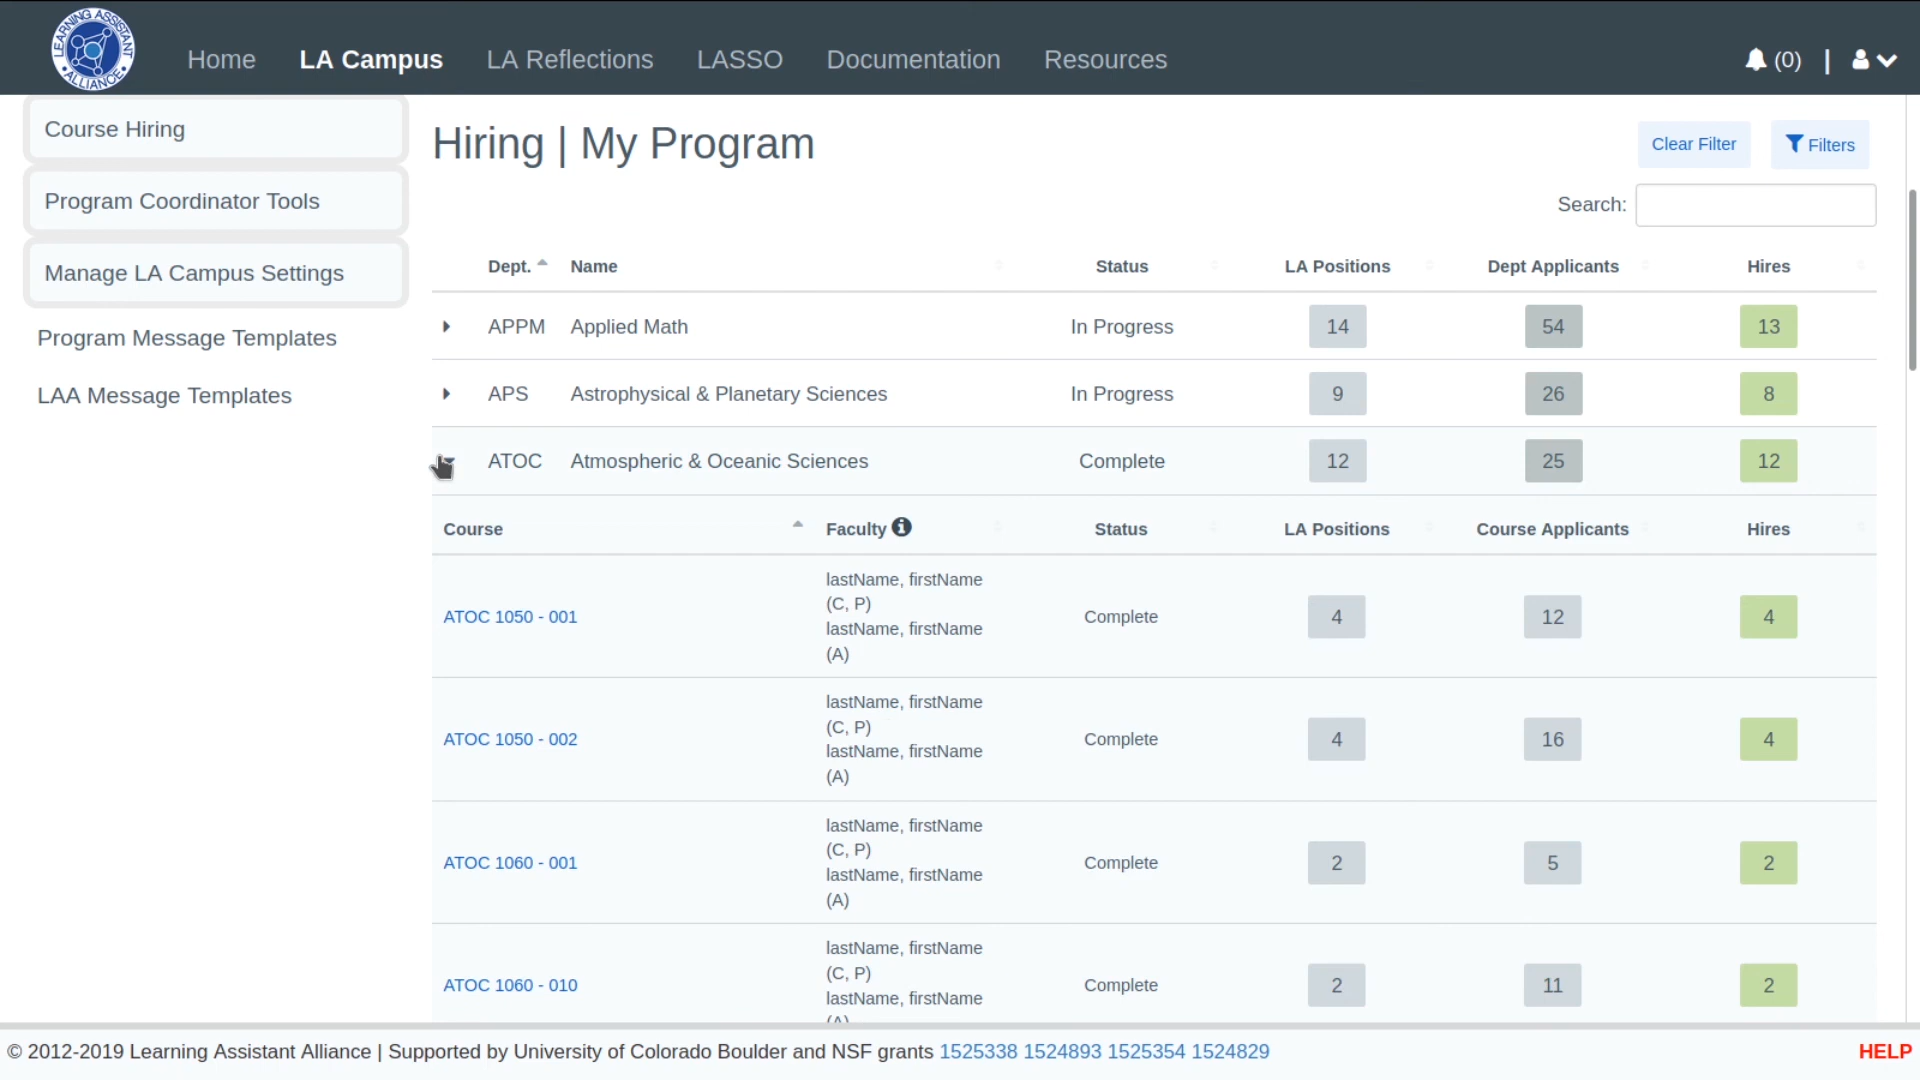 LEARNING ASSISTANT
• ALLIANCE •
Home LA Campus LA Reflections LASSO Documentation Resources (0) |
Course Hiring
Program Coordinator Tools
Manage LA Campus Settings
Program Message Templates
LAA Message Templates
Hiring | My Program
Clear Filter Filters
Search:
Dept. Name Status LA Positions Dept Applicants Hires
APPM Applied Math In Progress 14 54 13
APS Astrophysical & Planetary Sciences In Progress 9 26 8
ATOC Atmospheric & Oceanic Sciences Complete 12 25 12
Course Faculty Status LA Positions Course Applicants Hires
lastName, firstName
(C, P)
ATOC 1050 - 001 Complete 4 12 4
lastName, firstName
(A)
lastName, firstName
(C, P)
ATOC 1050 - 002 Complete 4 16 4
lastName, firstName
(A)
lastName, firstName
(C, P)
ATOC 1060 - 001 Complete 2 5 2
lastName, firstName
(A)
lastName, firstName
(C, P)
ATOC 1060 - 010 Complete 2 11 2
lastName, firstName
(A)
© 2012-2019 Learning Assistant Alliance | Supported by University of Colorado Boulder and NSF grants 1525338 1524893 1525354 1524829 HELP